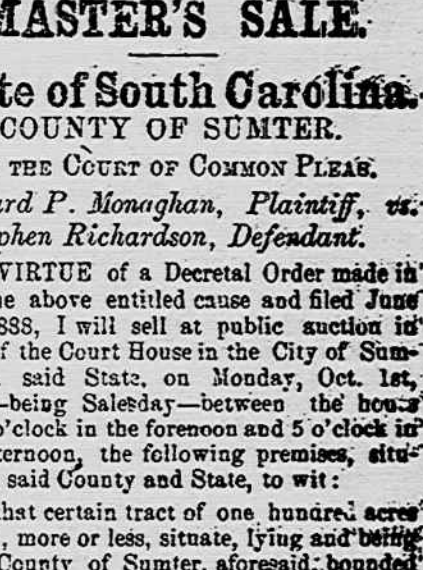 MASTER'S SALE.
te of South Carolina.
COUNTY OF SUMTER.
THE COURT OF COMMON PLEAS.
ard P. Monaghan, Plaintiff, vs.
phen Richardson, Defendant.
VIRTUE of a Decretal Order made in
e above entitled cause and filed June
888, I will sell at public auction in
f the Court House in the City of Sum-
said State, on Monday, Oct. 1st,
—being Salesday—between the hours
o'clock in the forenoon and 5 o'clock in
ternoon, the following premises, situ-
said County and State, to wit:
hat certain tract of one hundred acres
, more or less, situate, lying and being
County of Sumter, aforesaid, bounded